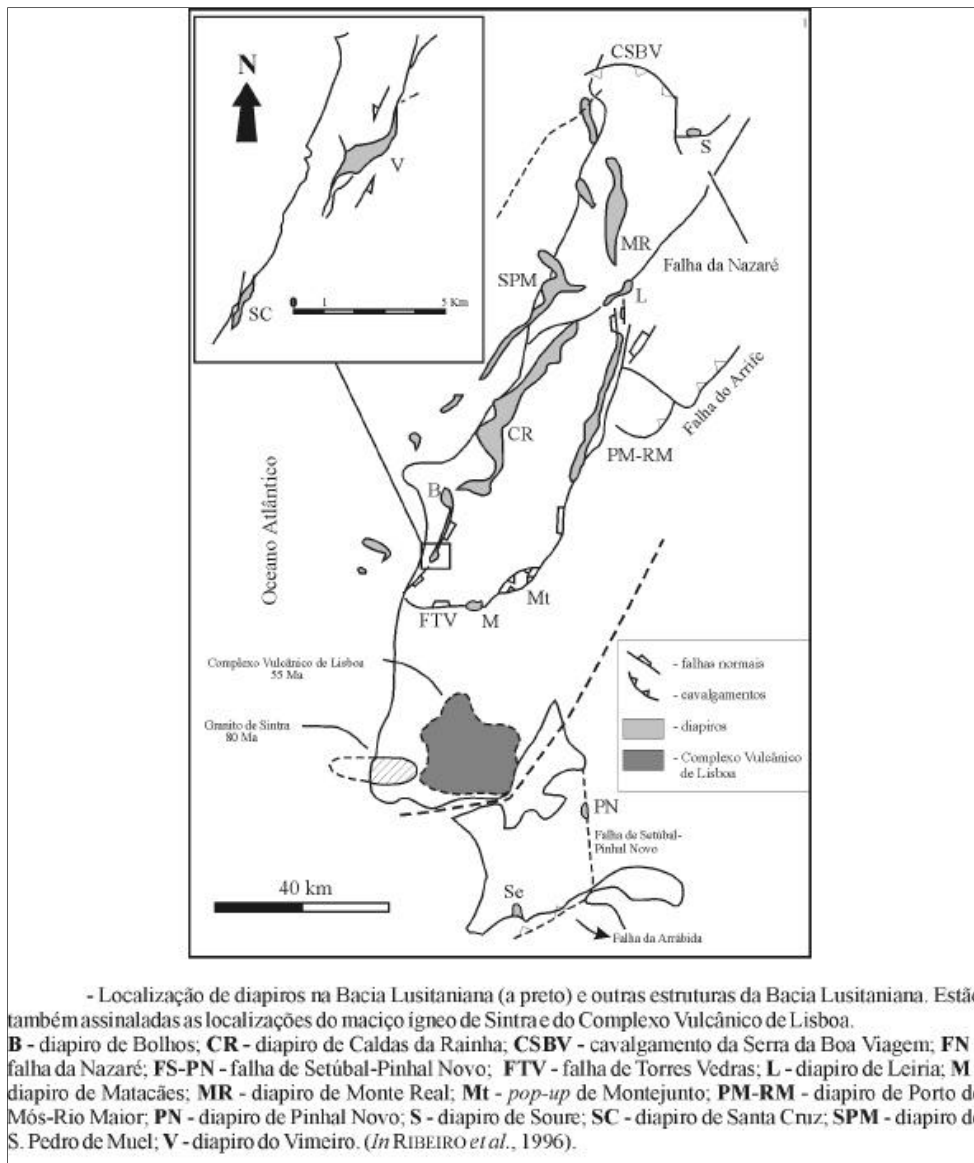 CSBV
N
S
V
MR
Falha da Nazaré
SPM
L
SC
0 1 5 Km
Falha do Arrife
CR
PM-RM
B
Oceano Atlântico
Mt
FTV
M
Complexo Vulcânico de Lisboa
55 Ma
- falhas normais
- cavalgamentos
- diapiros
- Complexo Vulcânico
de Lisboa
Granito de Sintra
80 Ma
PN
Falha de Setúbal-
Pinhal Novo
40 km
Se
Falha da Arrábida
- Localização de diapiros na Bacia Lusitaniana (a preto) e outras estruturas da Bacia Lusitaniana. Estão
também assinaladas as localizações do maciço ígneo de Sintra e do Complexo Vulcânico de Lisboa.
B - diapiro de Bolhos; CR - diapiro de Caldas da Rainha; CSBV - cavalgamento da Serra da Boa Viagem; FN
falha da Nazaré; FS-PN - falha de Setúbal-Pinhal Novo; FTV - falha de Torres Vedras; L - diapiro de Leiria; M
diapiro de Matacães; MR - diapiro de Monte Real; Mt - pop-up de Montejunto; PM-RM - diapiro de Porto de
Mós-Rio Maior; PN - diapiro de Pinhal Novo; S - diapiro de Soure; SC - diapiro de Santa Cruz; SPM - diapiro de
S. Pedro de Muel; V - diapiro do Vimeiro. (In RIBEIRO et al., 1996).